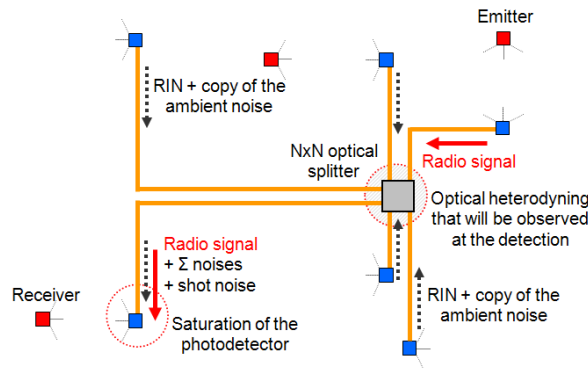 Emitter
RIN + copy of the
ambient noise
NxN optical
splitter
Radio signal
Optical heterodyning
that will be observed
at the detection
Radio signal
+ Σ noises
+ shot noise
Receiver
Saturation of the
photodetector
RIN + copy of the
ambient noise